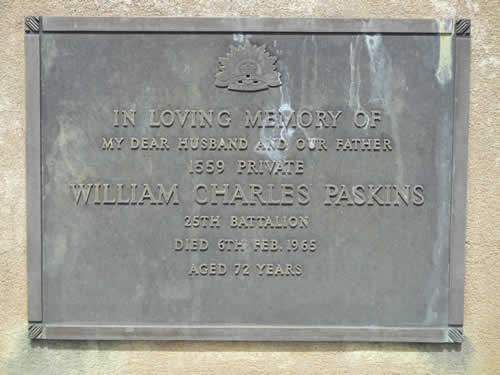 IN LOVING MEMORY OF
MY DEAR HUSBAND AND OUR FATHER
1559 PRIVATE
WILLIAM CHARLES PASKINS
25TH BATTALION
DIED 6TH FEB. 1965
AGED 72 YEARS